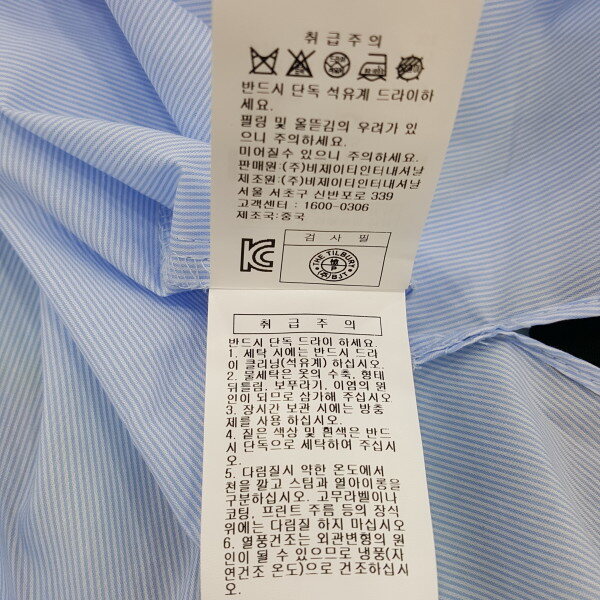 취급주의
반드시 단독 석유계 드라이하
세요.
필링 및 올뜯김의 우려가 있
으니 주의하세요.
미어질수 있으니 주의하세요.
판매원:(주)비제이티인터내셔날
제조원:(주)비제이티인터내셔날
서울 서초구 신반포로 339
고객센터 : 1600-0306
제조국:중국
검 사 필
THE TILBURY
(주)BJT
취 급 주 의
반드시 단독 드라이 하세요.
1. 세탁 시에는 반드시 드라
이 클리닝(석유계) 하십시오.
2. 물세탁은 옷의 수축, 형태
뒤틀림, 보푸라기, 이염의 원
인이 되므로 삼가해 주십시오
3. 장시간 보관 시에는 방충
제를 사용 하십시오.
4. 짙은 색상 및 흰색은 반드
시 단독으로 세탁하여 주십시
오.
5. 다림질시 약한 온도에서
천을 깔고 스팀과 열아이롱을
구분하십시오. 고무라벨이나
코팅, 프린트 주름 등의 장식
위에는 다림질 하지 마십시오
6. 열풍건조는 외관변형의 원
인이 될 수 있으므로 냉풍(자
연건조 온도)으로 건조하십시
오.